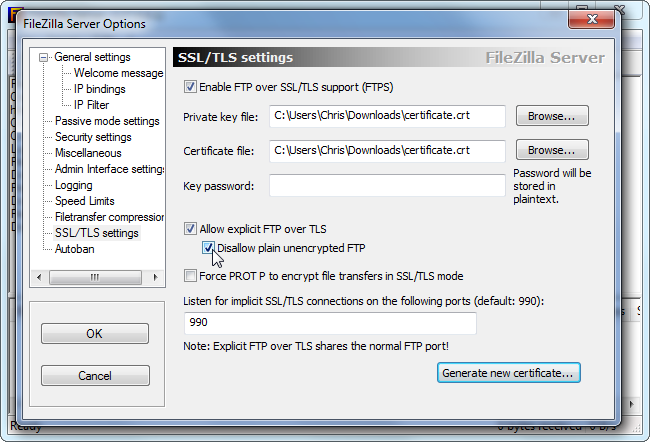 FileZilla Server Options
General settings
Welcome message
IP bindings
IP Filter
Passive mode settings
Security settings
Miscellaneous
Admin Interface settings
Logging
Speed Limits
Filetransfer compression
SSL/TLS settings
Autoban
OK
Cancel
SSL/TLS settings FileZilla Server
Enable FTP over SSL/TLS support (FTPS)
Private key file: C:\Users\Chris\Downloads\certificate.crt Browse...
Certificate file: C:\Users\Chris\Downloads\certificate.crt Browse...
Key password: Password will be
stored in
plaintext.
Allow explicit FTP over TLS
Disallow plain unencrypted FTP
Force PROT P to encrypt file transfers in SSL/TLS mode
Listen for implicit SSL/TLS connections on the following ports (default: 990):
990
Note: Explicit FTP over TLS shares the normal FTP port!
Generate new certificate...
Ready 0 bytes received 0 B/s